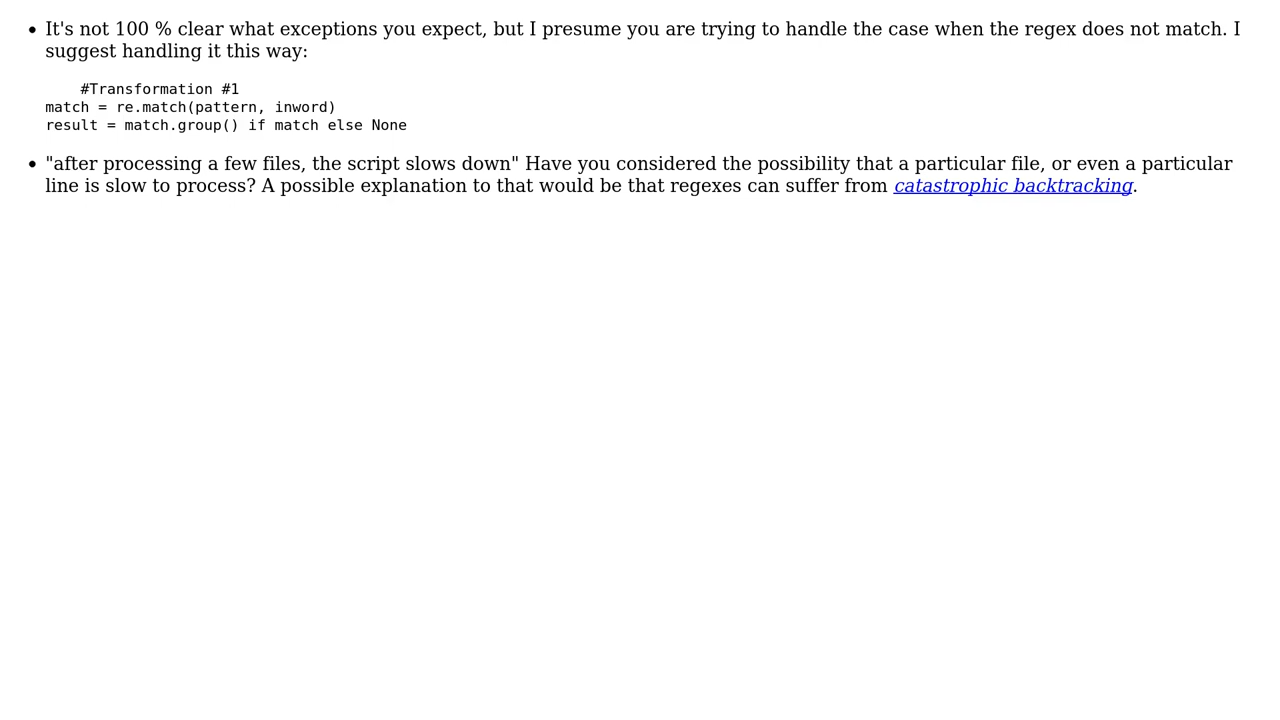 • It's not 100 % clear what exceptions you expect, but I presume you are trying to handle the case when the regex does not match. I
suggest handling it this way:
    #Transformation #1
match = re.match(pattern, inword)
result = match.group() if match else None
• "after processing a few files, the script slows down" Have you considered the possibility that a particular file, or even a particular
line is slow to process? A possible explanation to that would be that regexes can suffer from catastrophic backtracking.